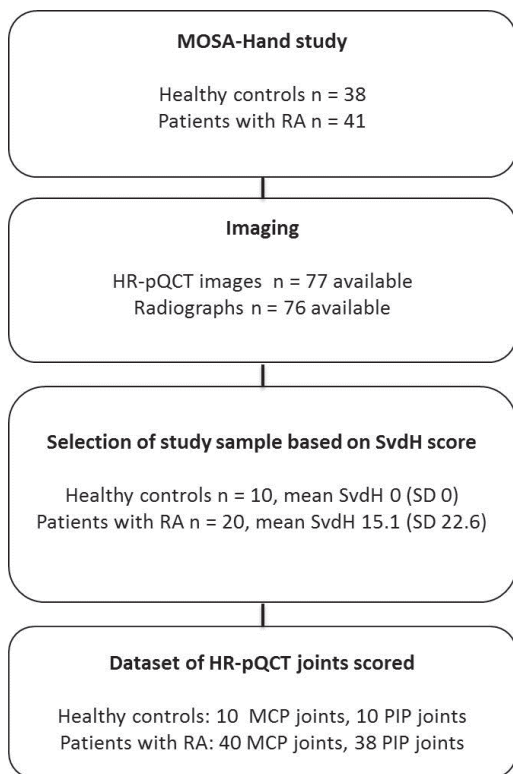 MOSA-Hand study
Healthy controls n = 38
Patients with RA n = 41
Imaging
HR-pQCT images n = 77 available
Radiographs n = 76 available
Selection of study sample based on SvdH score
Healthy controls n = 10, mean SvdH 0 (SD 0)
Patients with RA n = 20, mean SvdH 15.1 (SD 22.6)
Dataset of HR-pQCT joints scored
Healthy controls: 10 MCP joints, 10 PIP joints
Patients with RA: 40 MCP joints, 38 PIP joints